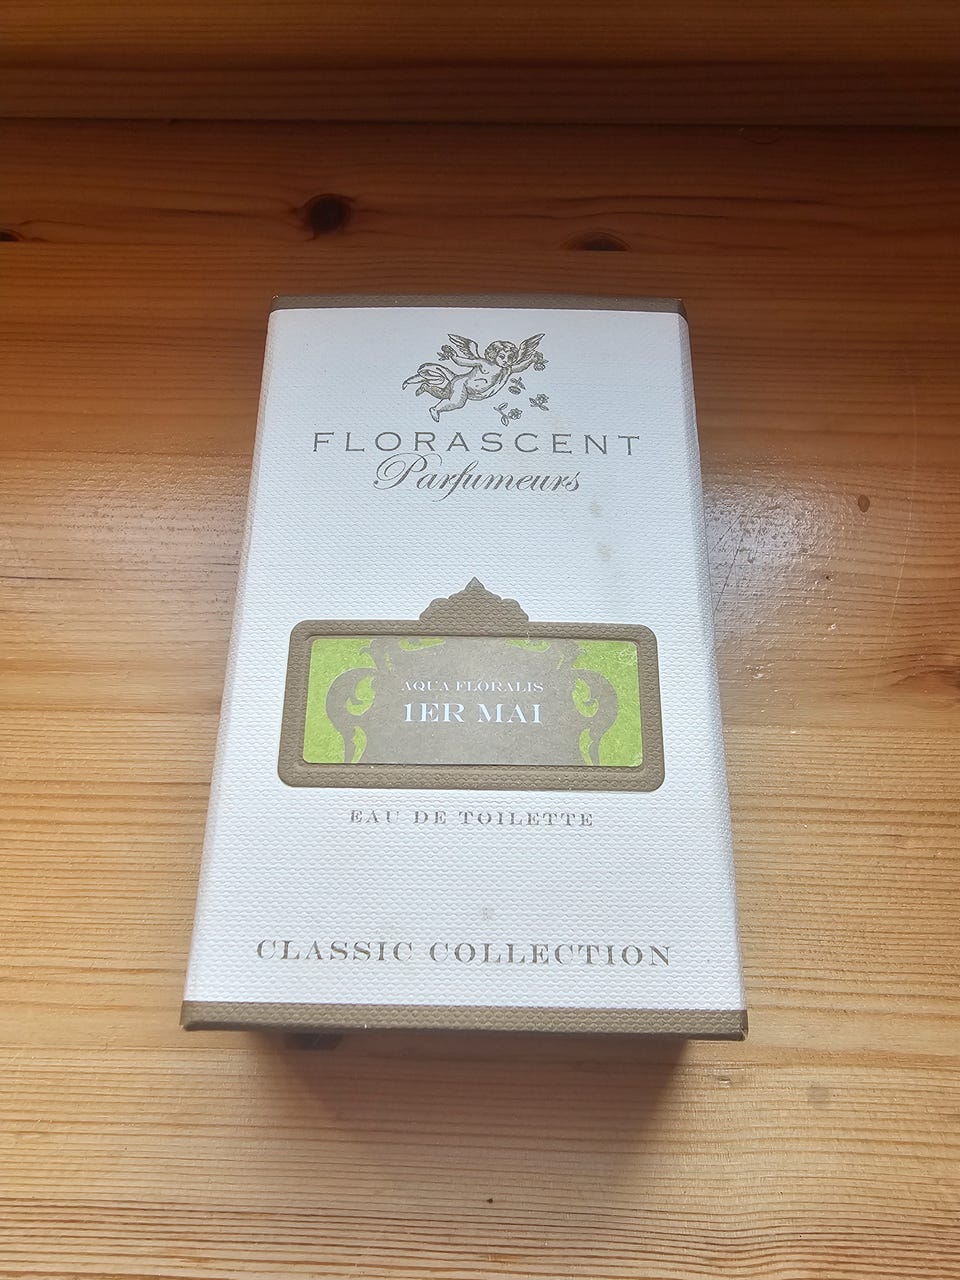 FLORASCENT
Parfumeurs
AQUA FLORALIS
1ER MAI
EAU DE TOILETTE
CLASSIC COLLECTION